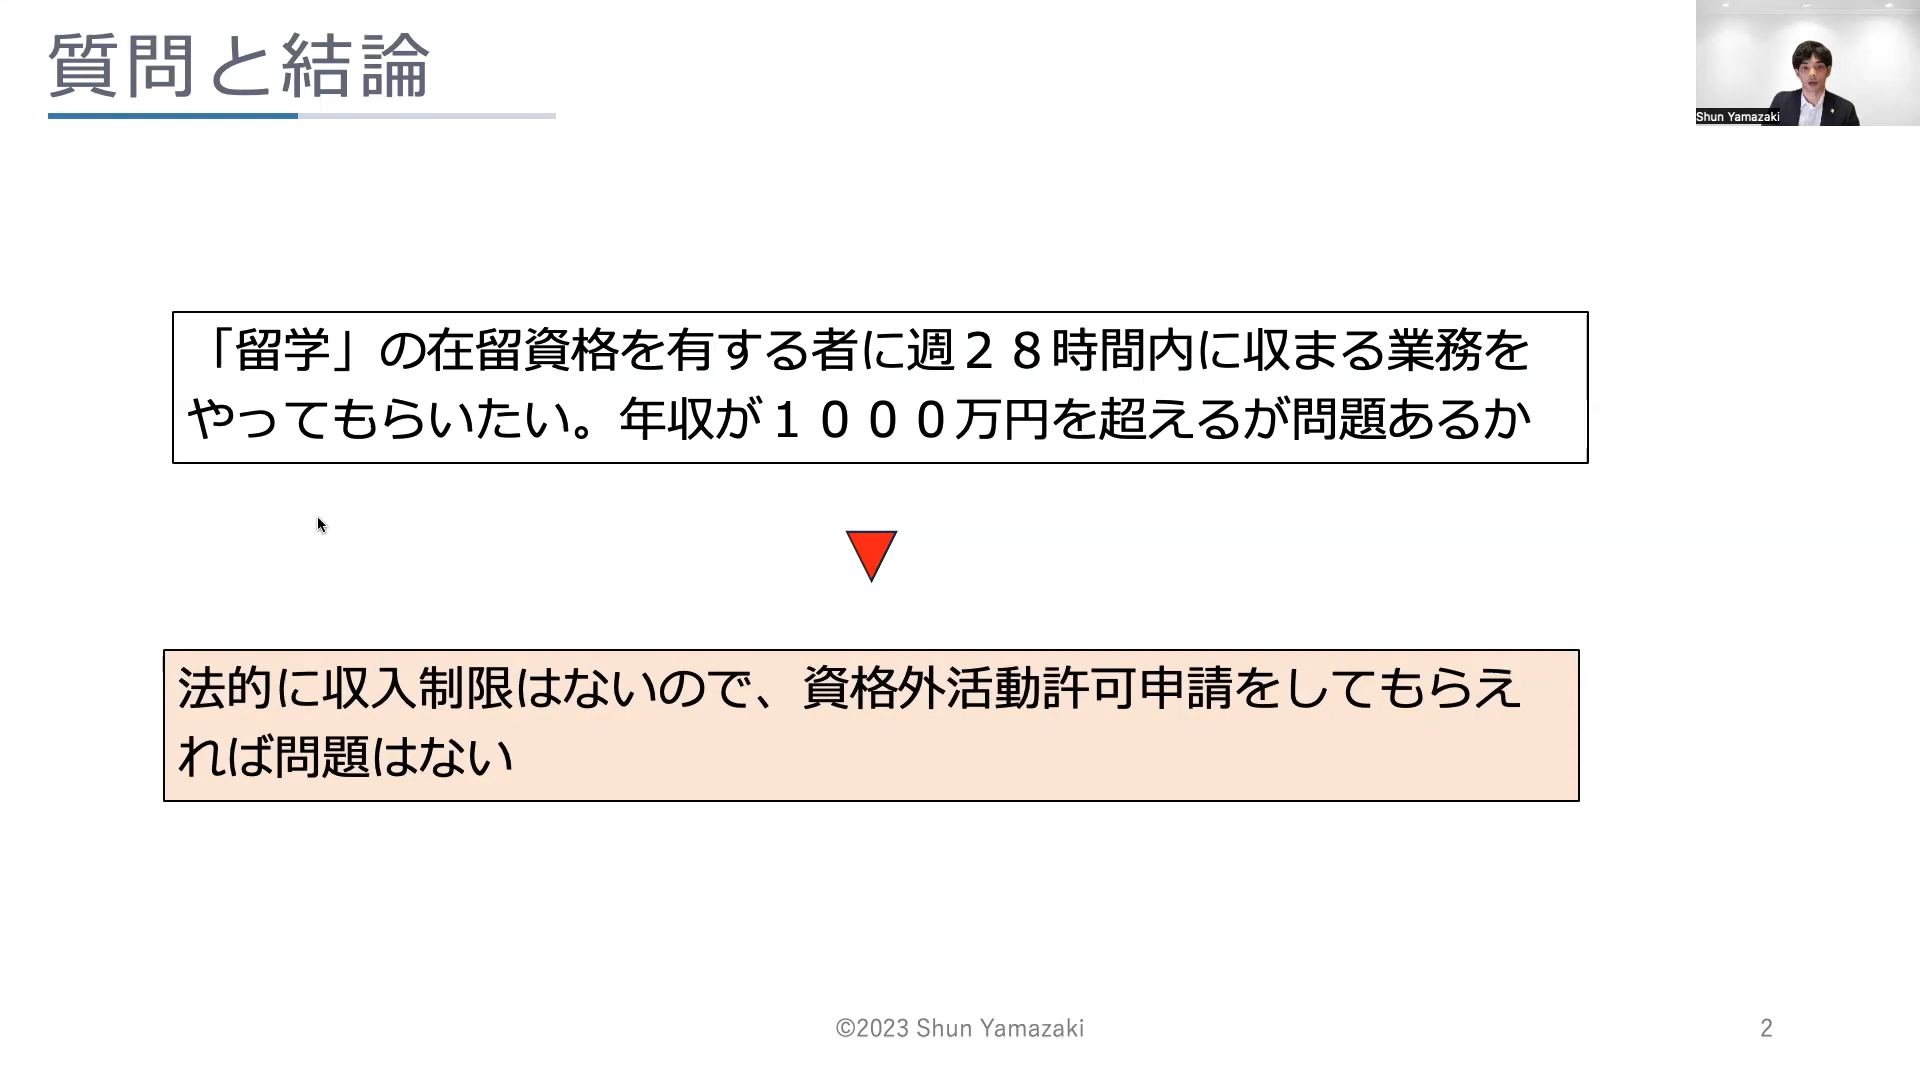 質問と結論
Shun Yamazaki
「留学」の在留資格を有する者に週２８時間内に収まる業務を
やってもらいたい。年収が１０００万円を超えるが問題あるか
法的に収入制限はないので、資格外活動許可申請をしてもらえ
れば問題はない
©2023 Shun Yamazaki
2